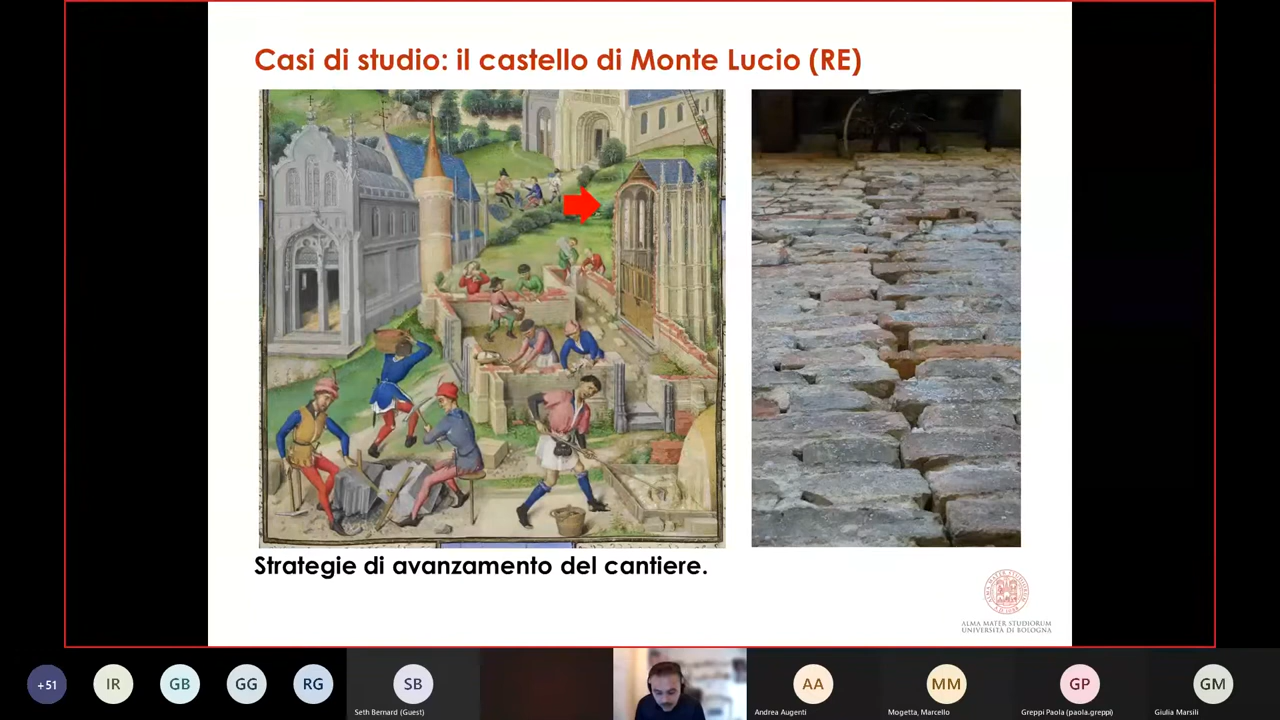 Casi di studio: il castello di Monte Lucio (RE)
Strategie di avanzamento del cantiere.
ALMA MATER STUDIORUM
UNIVERSITÀ DI BOLOGNA
+51
IR
GB
GG
RG
SB
AA
MM
GP
GM
Seth Bernard (Guest)
Andrea Augenti
Mogetta, Marcello
Greppi Paola (paola.greppi)
Giulia Marsili